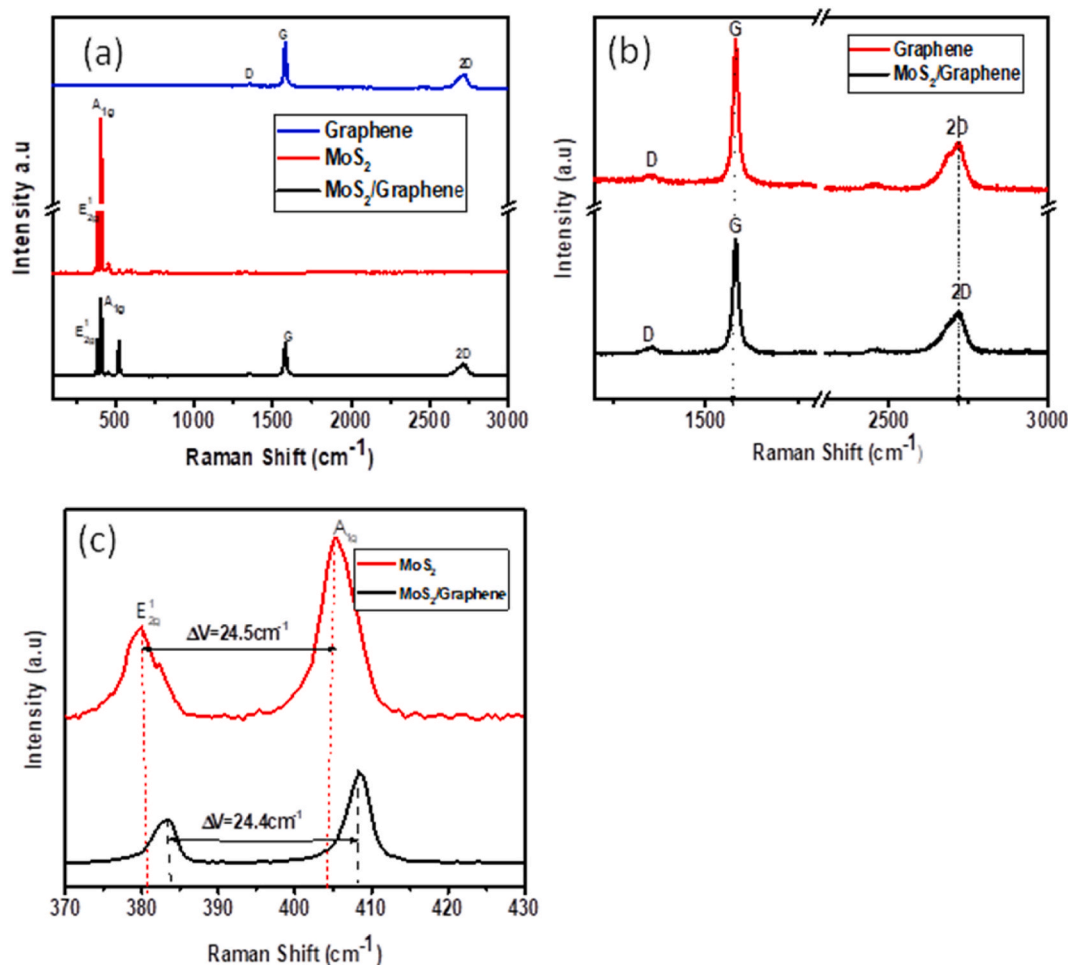 (a)
G
D
2D
A1g
Graphene
MoS2
MoS2/Graphene
E12g
A1g
E12g
G
2D
Intensity a.u
500 1000 1500 2000 2500 3000
Raman Shift (cm-1)
(b)
G
Graphene
MoS2/Graphene
D
2D
G
D
2D
Intensity (a.u)
1500 2500 3000
Raman Shift (cm-1)
(c)
A1g
MoS2
MoS2/Graphene
E12g
ΔV=24.5cm-1
ΔV=24.4cm-1
Intensity (a.u)
370 380 390 400 410 420 430
Raman Shift (cm-1)